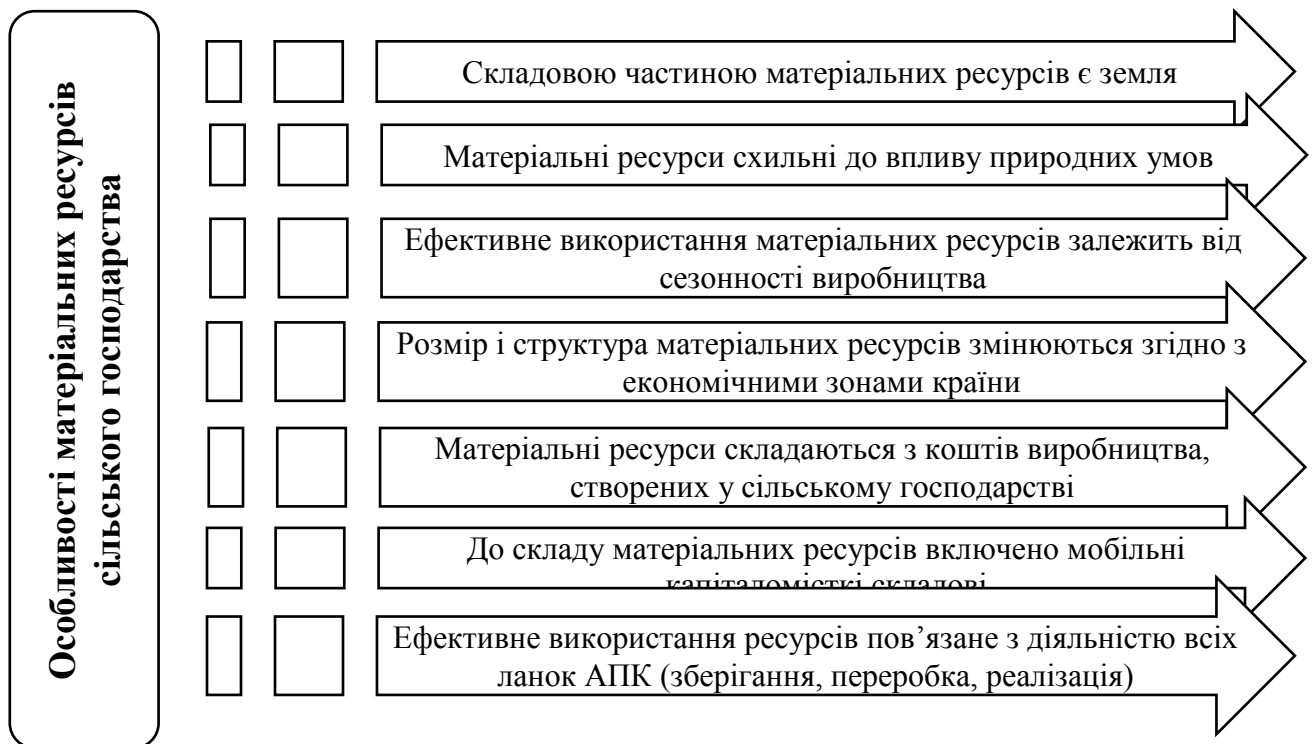 Особливості матеріальних ресурсів
сільського господарства
Складовою частиною матеріальних ресурсів є земля
Матеріальні ресурси схильні до впливу природних умов
Ефективне використання матеріальних ресурсів залежить від
сезонності виробництва
Розмір і структура матеріальних ресурсів змінюються згідно з
економічними зонами країни
Матеріальні ресурси складаються з коштів виробництва,
створених у сільському господарстві
До складу матеріальних ресурсів включено мобільні
капіталомісткі складові
Ефективне використання ресурсів пов’язане з діяльністю всіх
ланок АПК (зберігання, переробка, реалізація)